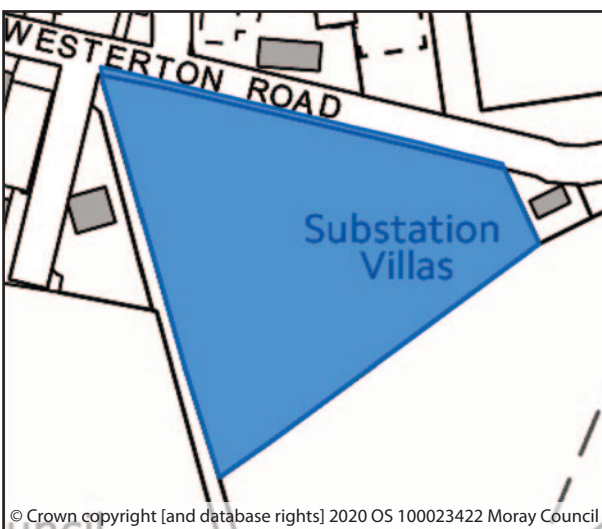 WESTERTON ROAD
Substation
Villas
© Crown copyright [and database rights] 2020 OS 100023422 Moray Council